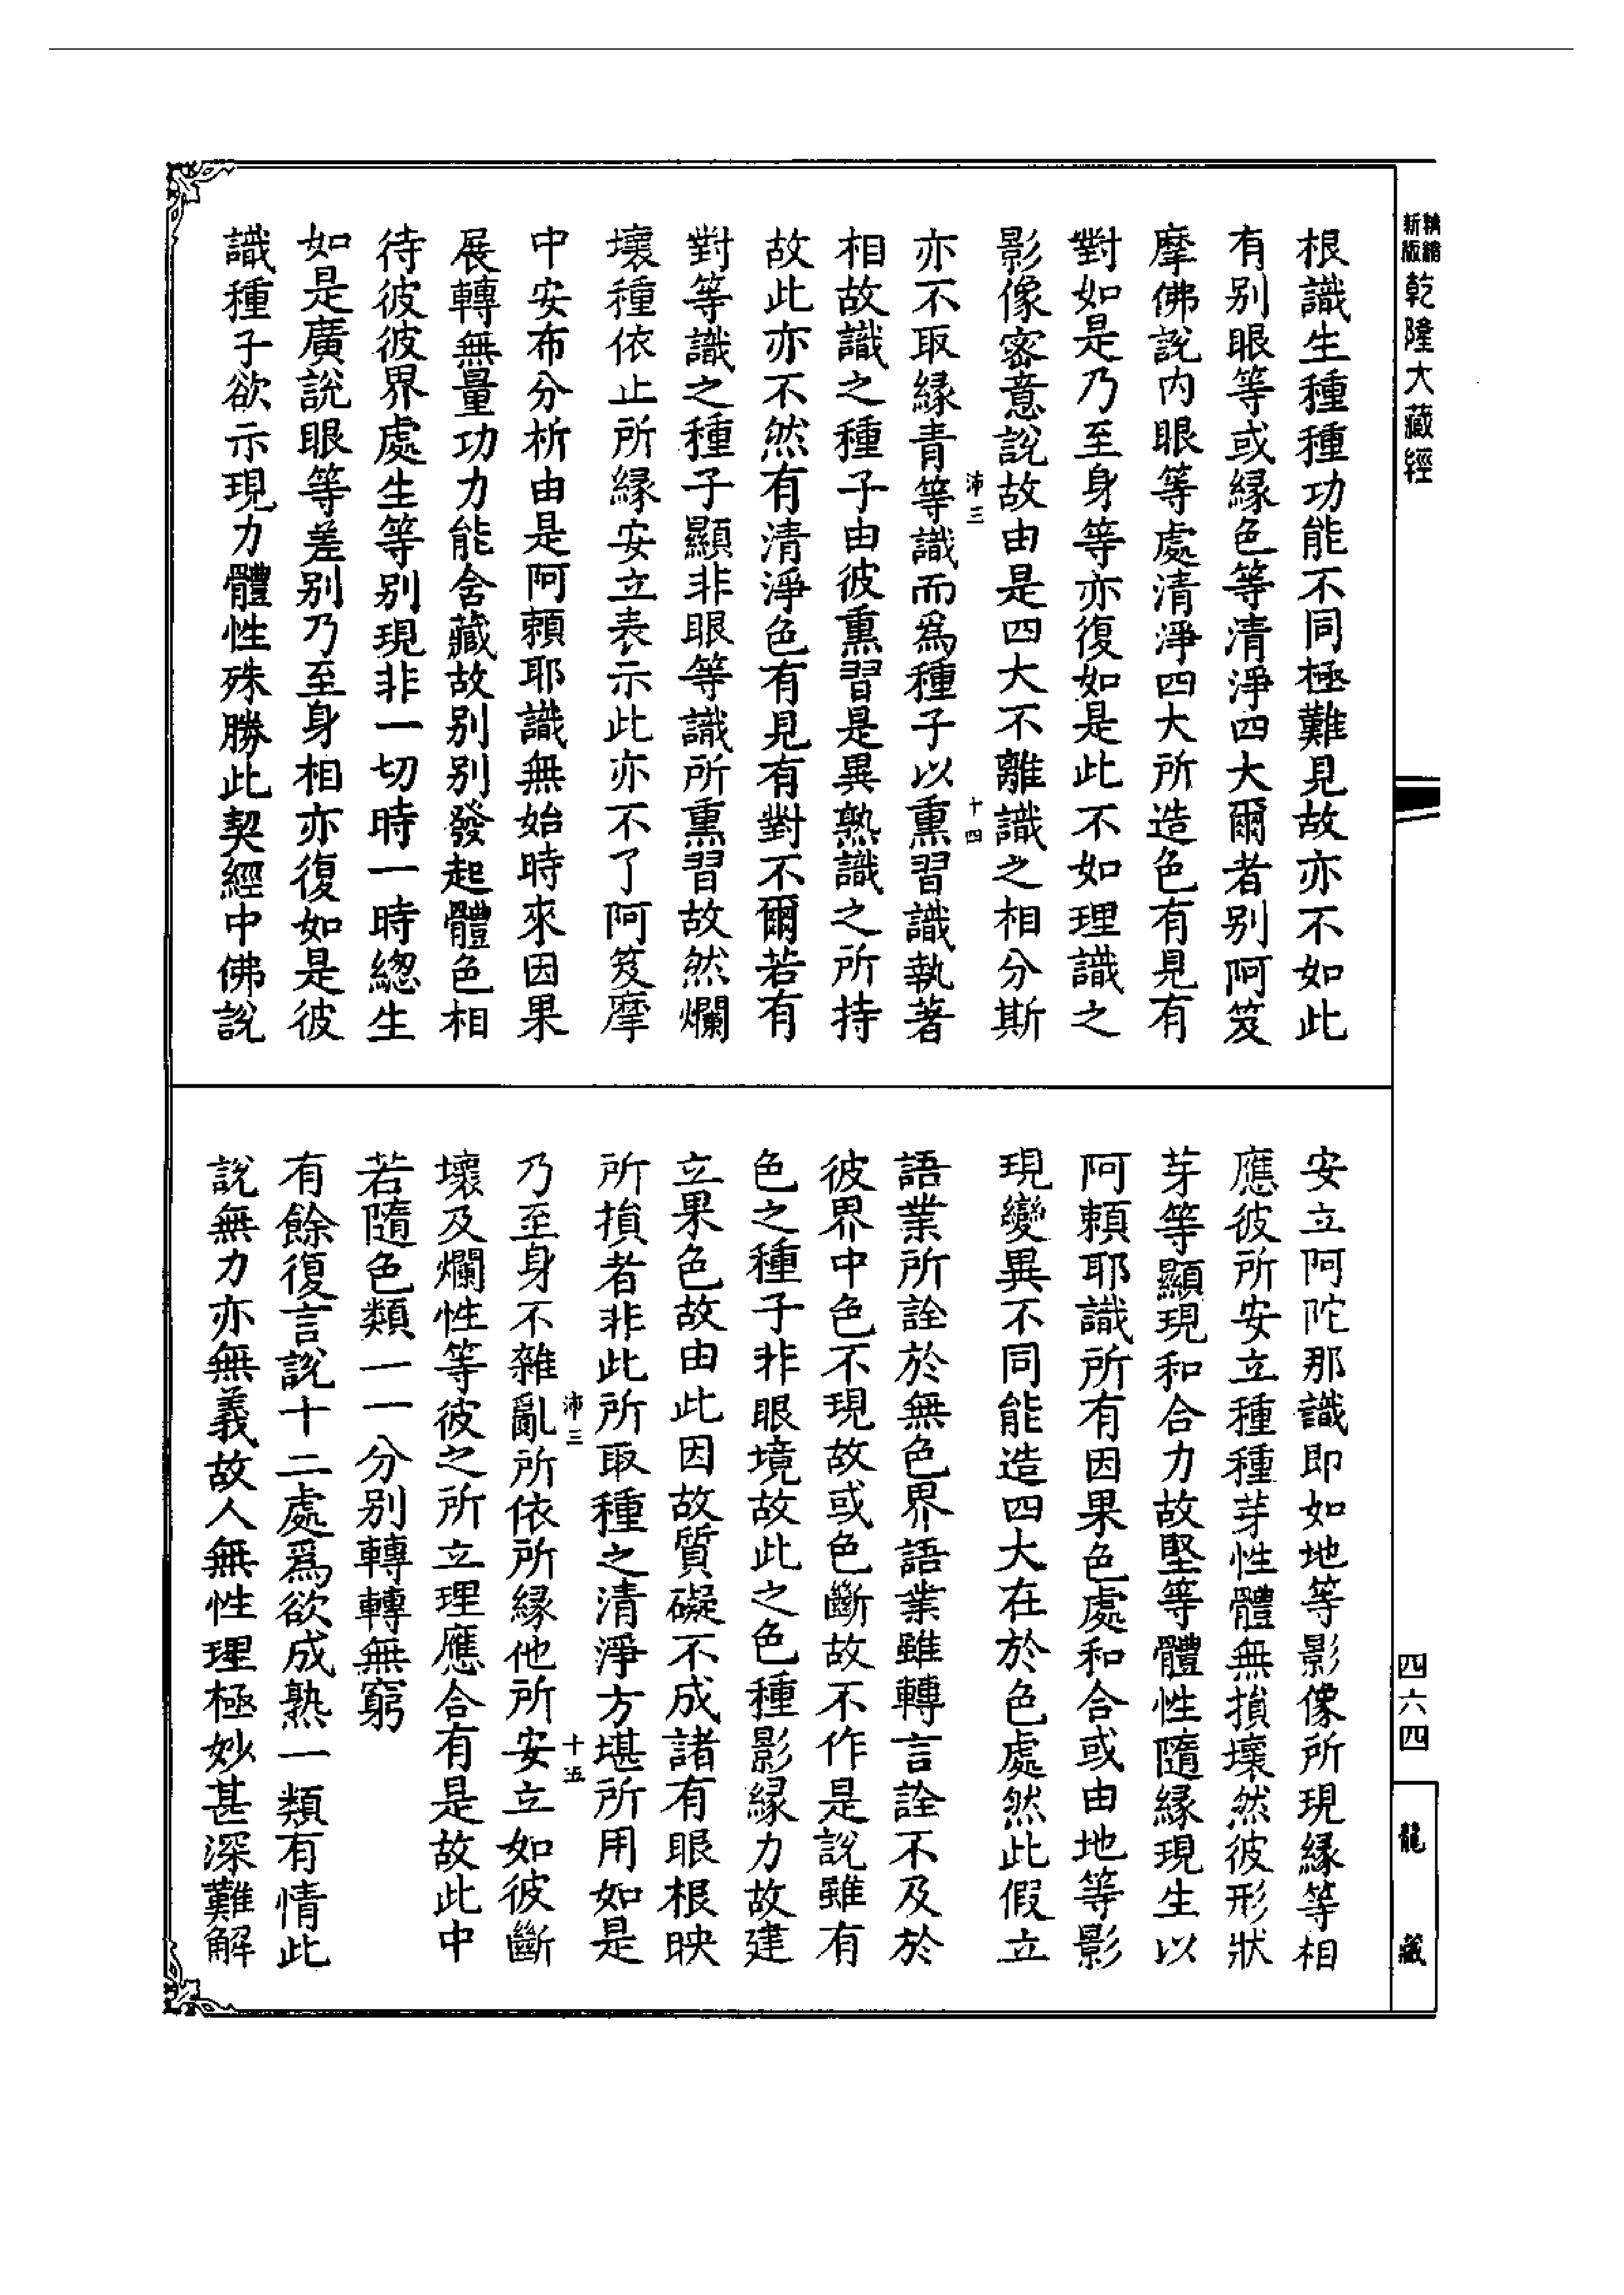 精縮新版乾隆大藏經
根識生種種功能不同極難見故亦不如此
有別眼等或緣色等清淨四大爾者別阿笈
摩佛說內眼等處清淨四大所造色有見有
對如是乃至身等亦復如是此不如理識之
影像密意說故由是四大不離識之相分斯
沛三
十四
亦不取緣青等識而爲種子以熏習識執著
相故識之種子由彼熏習是異熟識之所持
故此亦不然有清淨色有見有對不爾若有
對等識之種子顯非眼等識所熏習故然爛
壞種依止所緣安立表示此亦不了阿笈摩
中安布分析由是阿賴耶識無始時來因果
展轉無量功力能舍藏故別別發起體色相
待彼彼界處生等別現非一切時一時總生
如是廣說眼等差別乃至身相亦復如是彼
識種子欲示現力體性殊勝此契經中佛說
安立阿陀那識即如地等影像所現緣等相
應彼所安立種種芽性體無損壞然彼形狀
芽等顯現和合力故堅等體性隨緣現生以
阿賴耶識所有因果色處和合或由地等影
現變異不同能造四大在於色處然此假立
語業所詮於無色界語業雖轉言詮不及於
彼界中色不現故或色斷故不作是說雖有
色之種子非眼境故此之色種影緣力故建
立果色故由此因故質礙不成諸有眼根映
所損者非此所取種之清淨方堪所用如是
沛三
十五
乃至身不雜亂所依所緣他所安立如彼斷
壞及爛性等彼之所立理應合有是故此中
若隨色類一一分別轉轉無窮
有餘復言說十二處爲欲成熟一類有情此
說無力亦無義故人無性理極妙甚深難解
四六四
龍藏